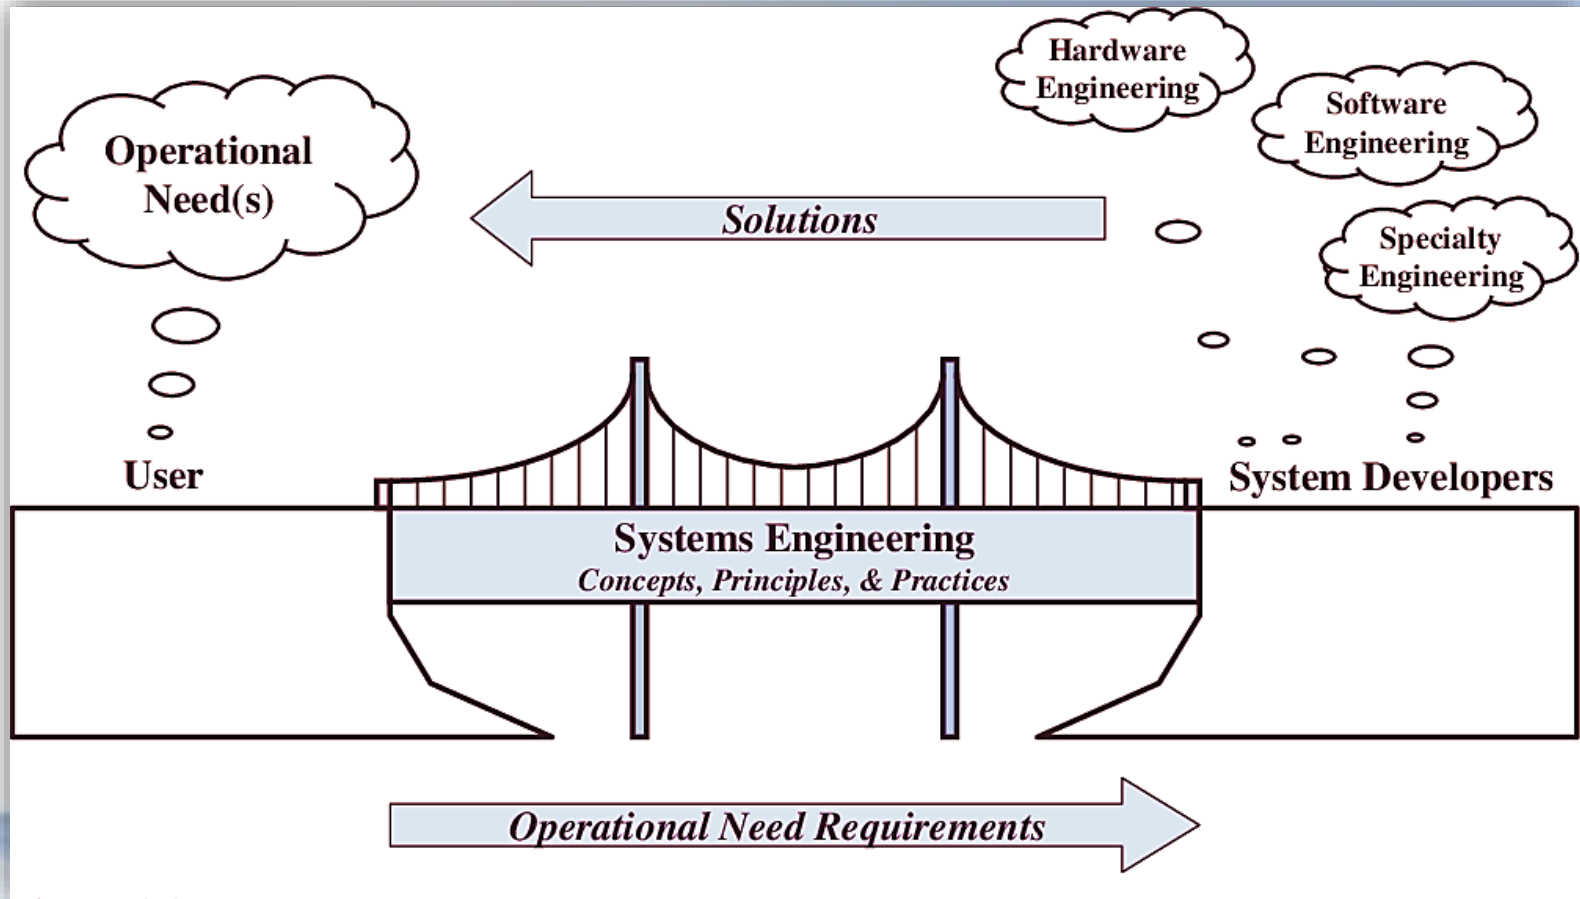 Hardware
Engineering
Software
Engineering
Operational
Need(s)
Solutions
Specialty
Engineering
User
System Developers
Systems Engineering
Concepts, Principles, & Practices
Operational Need Requirements